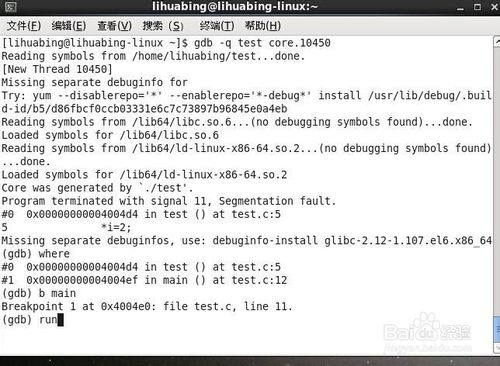 lihuabing@lihuabing-linux:~
文件(F) 编辑(E) 查看(V) 搜索 (S) 终端(T) 帮助(H)
[lihuabing@lihuabing-linux ~]$ gdb -q test core.10450
Reading symbols from /home/lihuabing/test...done.
[New Thread 10450]
Missing separate debuginfo for
Try: yum --disablerepo='*' --enablerepo='*-debug*' install /usr/lib/debug/.buil
d-id/b5/d86fbcf0ccb03331e6c7c73897b96845e0a4eb
Reading symbols from /lib64/libc.so.6...(no debugging symbols found)...done.
Loaded symbols for /lib64/libc.so.6
Reading symbols from /lib64/ld-linux-x86-64.so.2...(no debugging symbols found)
...done.
Loaded symbols for /lib64/ld-linux-x86-64.so.2
Core was generated by `./test'.
Program terminated with signal 11, Segmentation fault.
#0 0x00000000004004d4 in test () at test.c:5
5 *i=2;
Missing separate debuginfos, use: debuginfo-install glibc-2.12-1.107.el6.x86_64
(gdb) where
#0 0x00000000004004d4 in test () at test.c:5
#1 0x00000000004004ef in main () at test.c:12
(gdb) b main
Breakpoint 1 at 0x4004e0: file test.c, line 11.
(gdb) run
Baidu 经验
jingyan.baidu.com